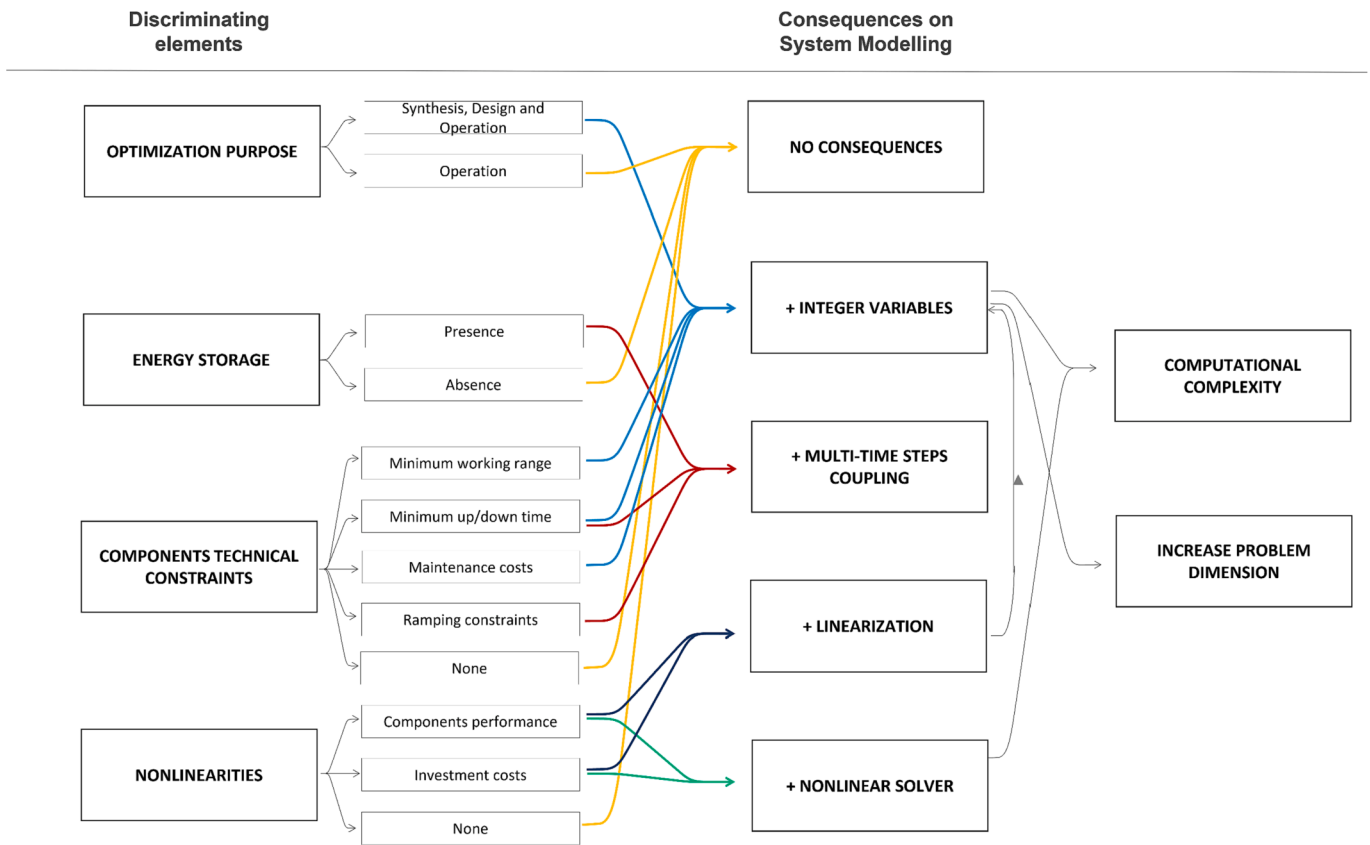 Discriminating
elements
Consequences on
System Modelling
OPTIMIZATION PURPOSE
Synthesis, Design and
Operation
Operation
NO CONSEQUENCES
ENERGY STORAGE
Presence
Absence
+ INTEGER VARIABLES
COMPUTATIONAL
COMPLEXITY
COMPONENTS TECHNICAL
CONSTRAINTS
Minimum working range
Minimum up/down time
Maintenance costs
Ramping constraints
None
+ MULTI-TIME STEPS
COUPLING
INCREASE PROBLEM
DIMENSION
+ LINEARIZATION
NONLINEARITIES
Components performance
Investment costs
None
+ NONLINEAR SOLVER